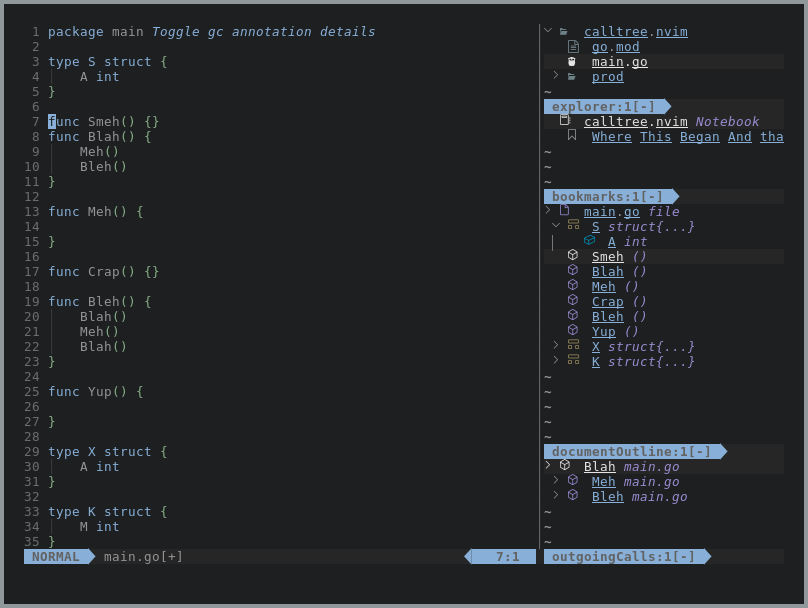 1 package main Toggle gc annotation details
2
3 type S struct {
4     A int
5 }
6
7 func Smeh() {}
8 func Blah() {
9     Meh()
10     Bleh()
11 }
12
13 func Meh() {
14
15 }
16
17 func Crap() {}
18
19 func Bleh() {
20     Blah()
21     Meh()
22     Blah()
23 }
24
25 func Yup() {
26
27 }
28
29 type X struct {
30     A int
31 }
32
33 type K struct {
34     M int
35 }
NORMAL main.go[+] 7:1
calltree.nvim
go.mod
main.go
prod
~
explorer:1[-]
calltree.nvim Notebook
Where This Began And tha
~
~
~
bookmarks:1[-]
main.go file
S struct{...}
A int
Smeh ()
Blah ()
Meh ()
Crap ()
Bleh ()
Yup ()
X struct{...}
K struct{...}
~
~
~
~
~
documentOutline:1[-]
Blah main.go
Meh main.go
Bleh main.go
~
~
~
outgoingCalls:1[-]